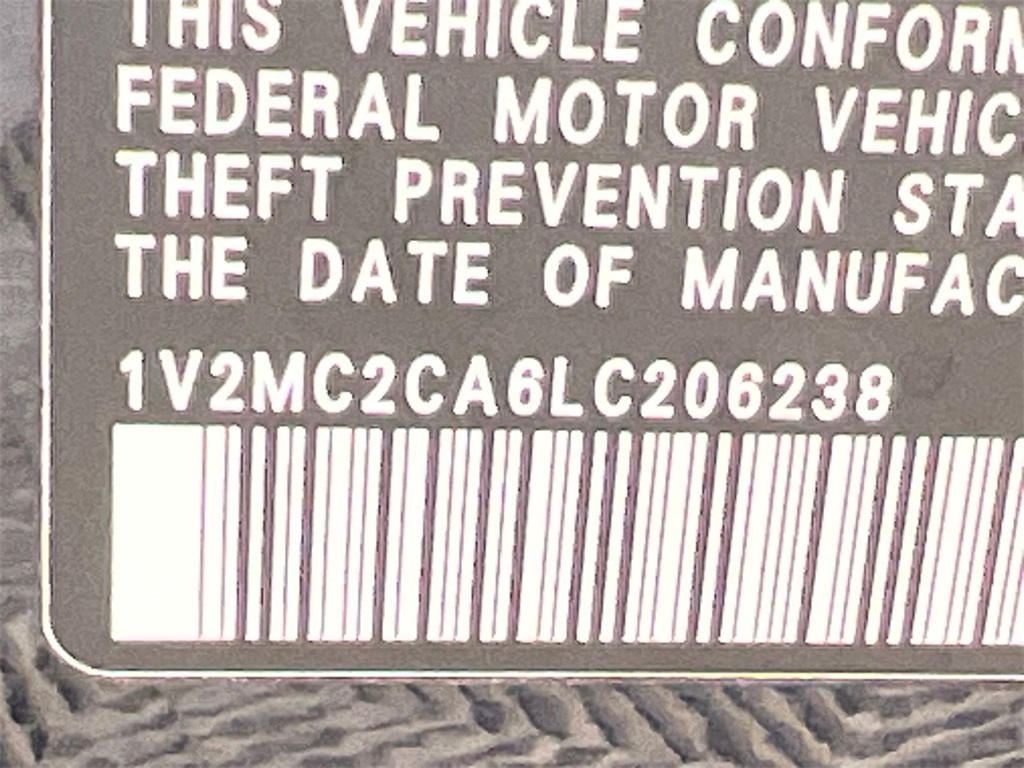 THIS VEHICLE CONFORM
FEDERAL MOTOR VEHIC
THEFT PREVENTION STA
THE DATE OF MANUFAC
1V2MC2CA6LC206238